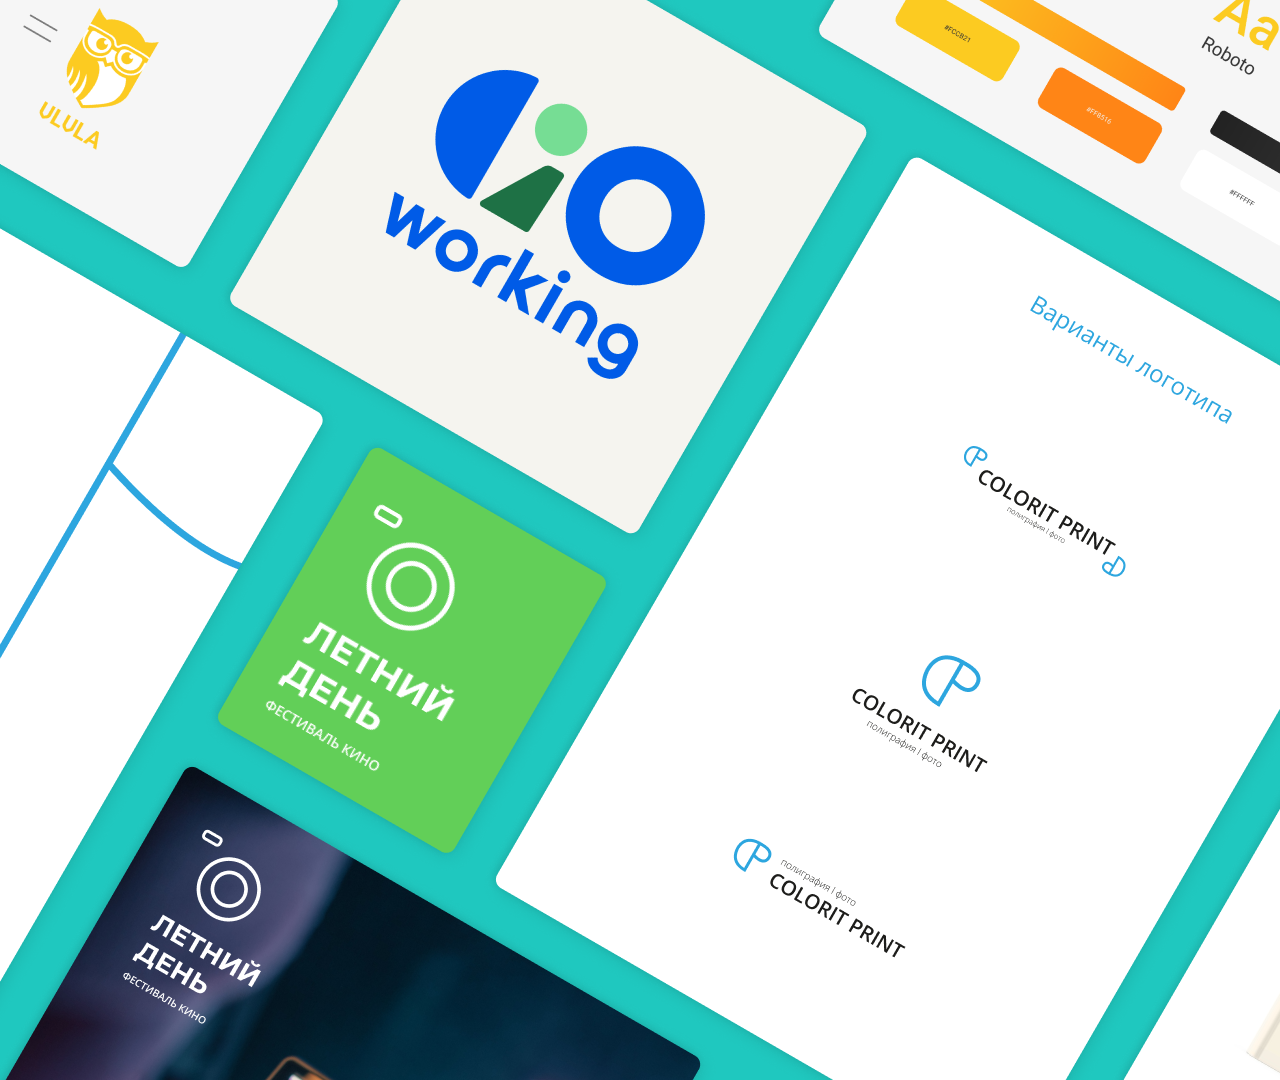 ULULA
working
#FCCB21
#FF8516
#FFFFFF
Aa
Roboto
Варианты логотипа
COLORIT PRINT
полиграфия | фото
COLORIT PRINT
полиграфия | фото
полиграфия | фото
COLORIT PRINT
ЛЕТНИЙ
ДЕНЬ
ФЕСТИВАЛЬ КИНО
ЛЕТНИЙ
ДЕНЬ
ФЕСТИВАЛЬ КИНО